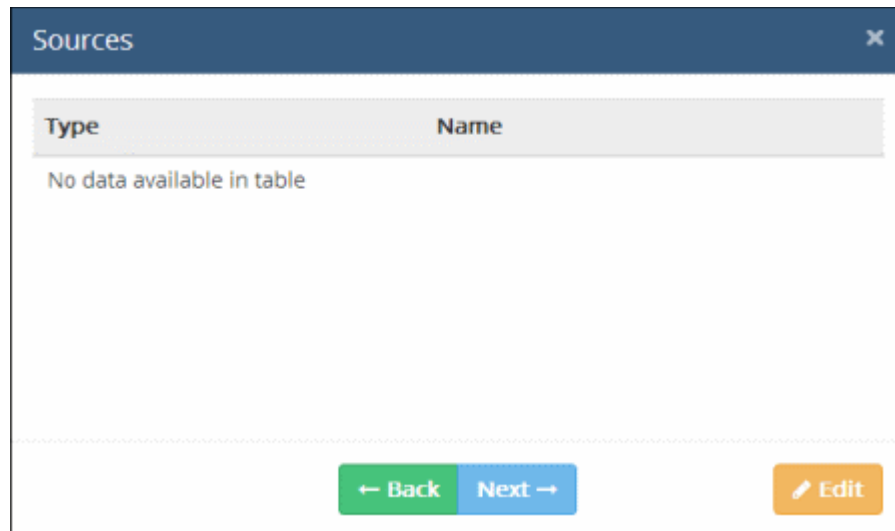 Sources ×
Type Name
No data available in table
← Back Next → Edit